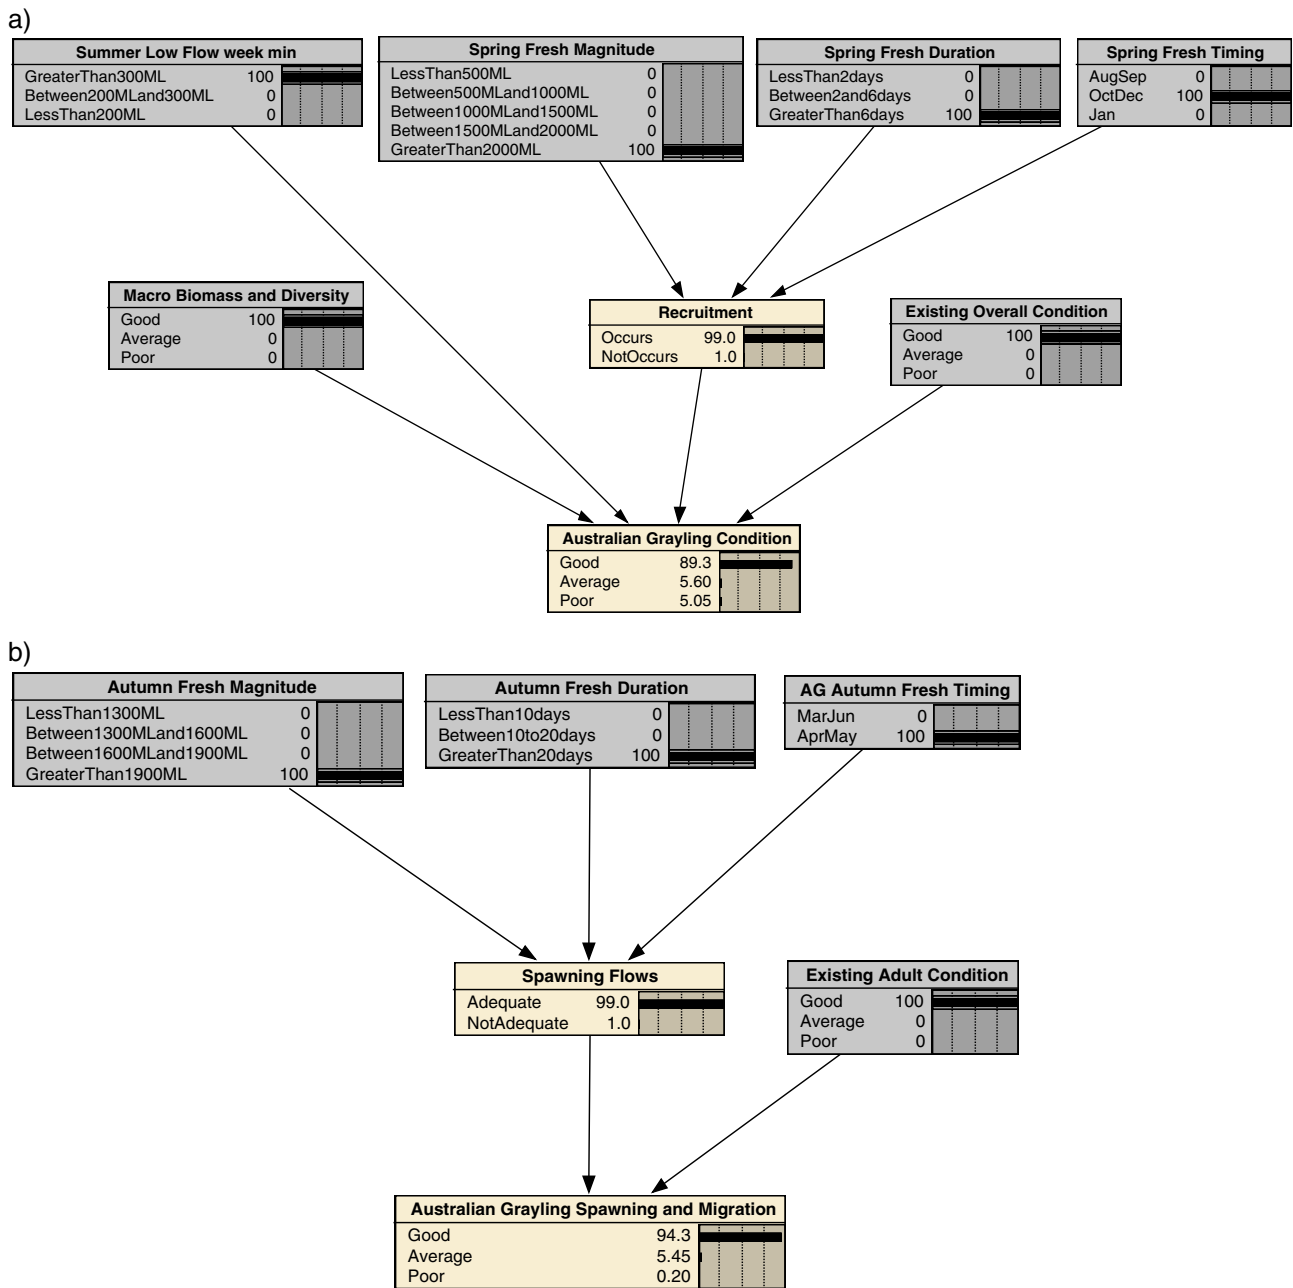 a)
Summer Low Flow week min
GreaterThan300ML 100
Between200MLand300ML 0
LessThan200ML 0
Spring Fresh Magnitude
LessThan500ML 0
Between500MLand1000ML 0
Between1000MLand1500ML 0
Between1500MLand2000ML 0
GreaterThan2000ML 100
Spring Fresh Duration
LessThan2days 0
Between2and6days 0
GreaterThan6days 100
Spring Fresh Timing
AugSep 0
OctDec 100
Jan 0
Macro Biomass and Diversity
Good 100
Average 0
Poor 0
Recruitment
Occurs 99.0
NotOccurs 1.0
Existing Overall Condition
Good 100
Average 0
Poor 0
Australian Grayling Condition
Good 89.3
Average 5.60
Poor 5.05
b)
Autumn Fresh Magnitude
LessThan1300ML 0
Between1300MLand1600ML 0
Between1600MLand1900ML 0
GreaterThan1900ML 100
Autumn Fresh Duration
LessThan10days 0
Between10to20days 0
GreaterThan20days 100
AG Autumn Fresh Timing
MarJun 0
AprMay 100
Spawning Flows
Adequate 99.0
NotAdequate 1.0
Existing Adult Condition
Good 100
Average 0
Poor 0
Australian Grayling Spawning and Migration
Good 94.3
Average 5.45
Poor 0.20